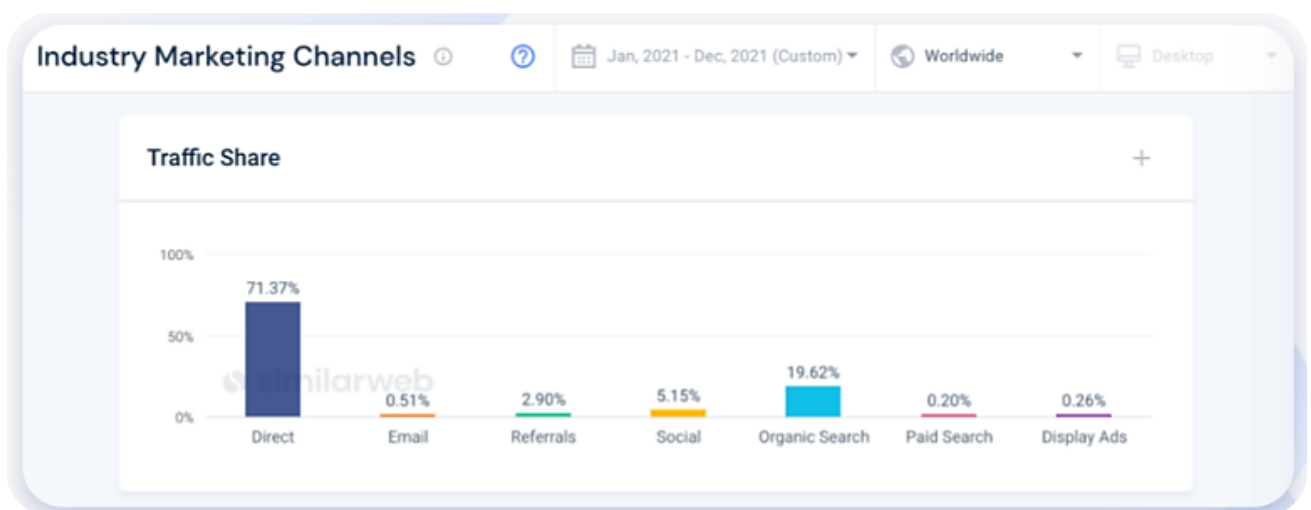 Industry Marketing Channels
Jan, 2021 - Dec, 2021 (Custom)
Worldwide
Desktop
Traffic Share
100%
50%
0%
71.37%
0.51%
2.90%
5.15%
19.62%
0.20%
0.26%
similarweb
Direct
Email
Referrals
Social
Organic Search
Paid Search
Display Ads